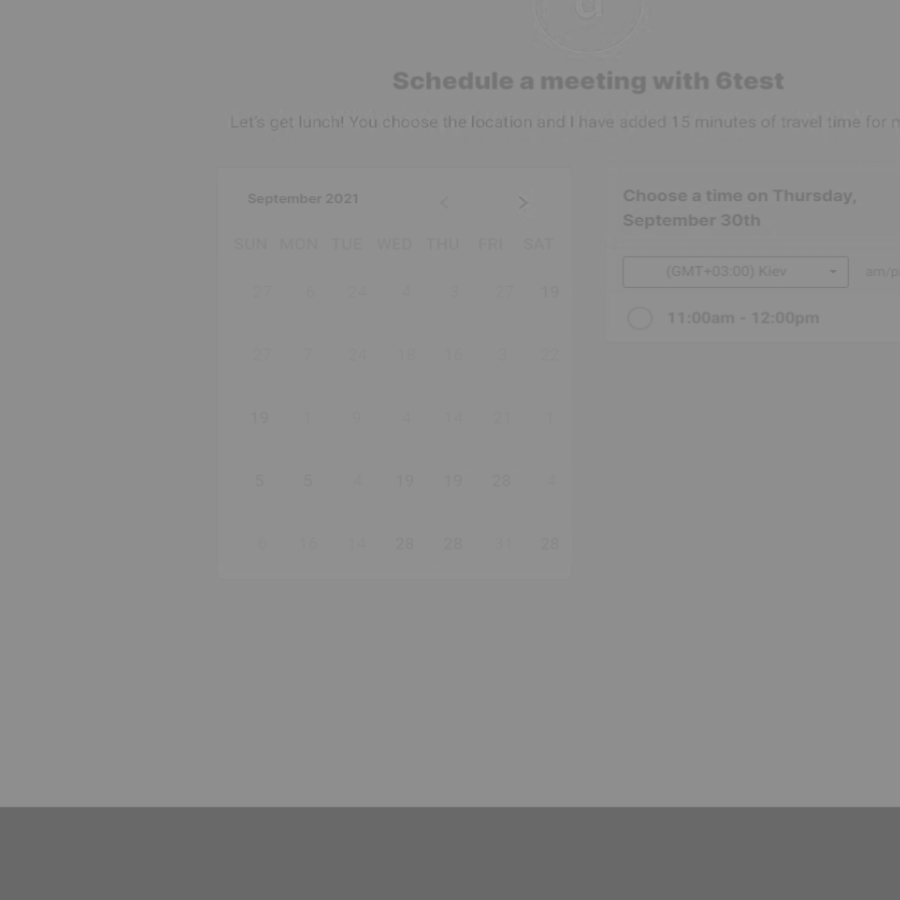 a
Schedule a meeting with 6test
Let's get lunch! You choose the location and I have added 15 minutes of travel time for
September 2021
SUN MON TUE WED THU FRI SAT
27 6 24 4 3 27 19
27 7 24 18 16 3 22
19 1 9 4 14 21 1
5 5 4 19 19 28 4
6 16 14 28 28 31 28
Choose a time on Thursday,
September 30th
(GMT+03:00) Kiev am/p
11:00am - 12:00pm